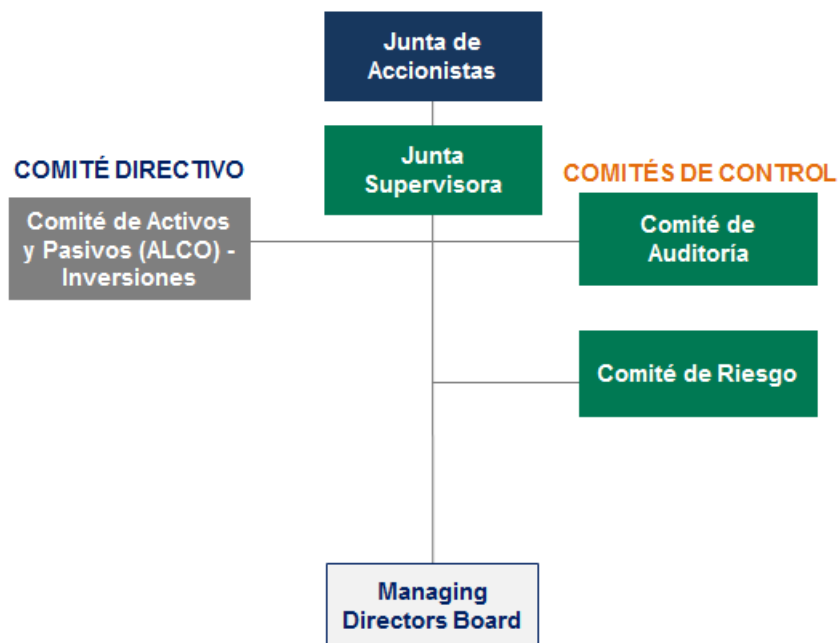 Junta de
Accionistas
Junta
Supervisora
COMITÉ DIRECTIVO
Comité de Activos
y Pasivos (ALCO) -
Inversiones
COMITÉS DE CONTROL
Comité de
Auditoría
Comité de Riesgo
Managing
Directors Board